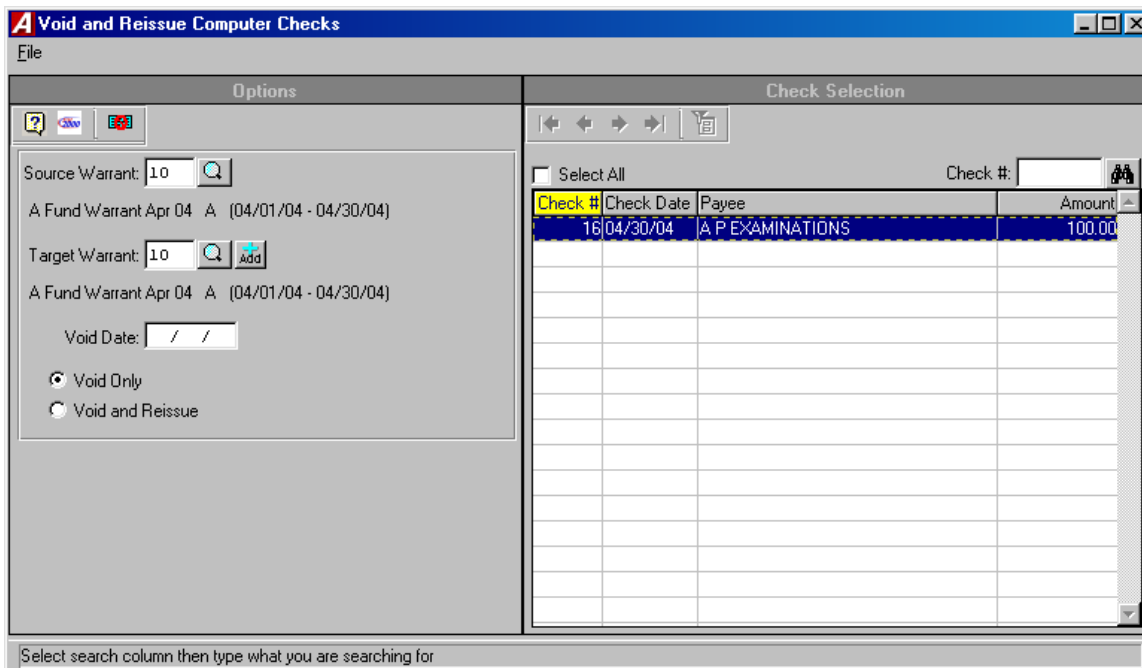 Void and Reissue Computer Checks
File
Options
Source Warrant: 10
A Fund Warrant Apr 04 A (04/01/04 - 04/30/04)
Target Warrant: 10 Add
A Fund Warrant Apr 04 A (04/01/04 - 04/30/04)
Void Date: / /
Void Only
Void and Reissue
Check Selection
Select All Check #:
Check # Check Date Payee Amount
16 04/30/04 A P EXAMINATIONS 100.00
Select search column then type what you are searching for